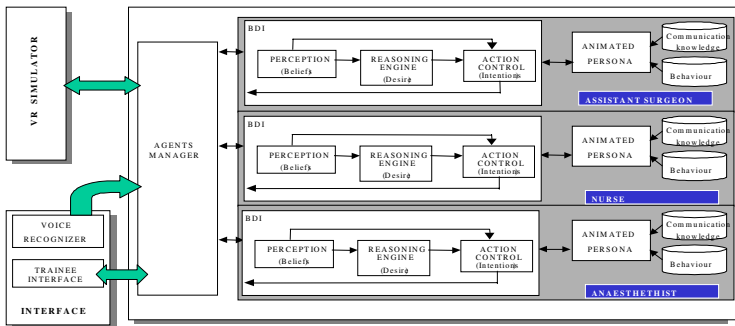 VR SIMULATOR
VOICE
RECOGNIZER
TRAINEE
INTERFACE
INTERFACE
AGENTS
MANAGER
BDI
PERCEPTION
(Beliefs)
REASONING
ENGINE
(Desire)
ACTION
CONTROL
(Intentions)
ANIMATED
PERSONA
Communication
knowledge
Behaviour
ASSISTANT SURGEON
BDI
PERCEPTION
(Beliefs)
REASONING
ENGINE
(Desire)
ACTION
CONTROL
(Intentions)
ANIMATED
PERSONA
Communication
knowledge
Behaviour
NURSE
BDI
PERCEPTION
(Beliefs)
REASONING
ENGINE
(Desire)
ACTION
CONTROL
(Intentions)
ANIMATED
PERSONA
Communication
knowledge
Behaviour
ANAESTHETHIST